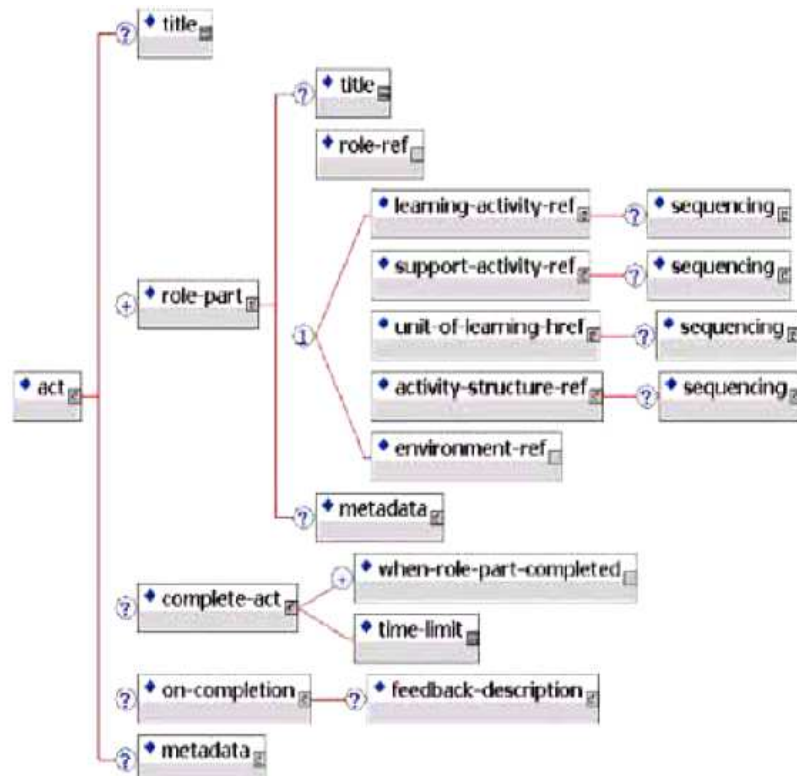 title
title
role-ref
learning-activity-ref ? sequencing
support-activity-ref ? sequencing
role-part
unit-of-learning-href ? sequencing
act
activity-structure-ref ? sequencing
environment-ref
metadata
when-role-part-completed
complete-act
time-limit
on-completion ? feedback-description
metadata